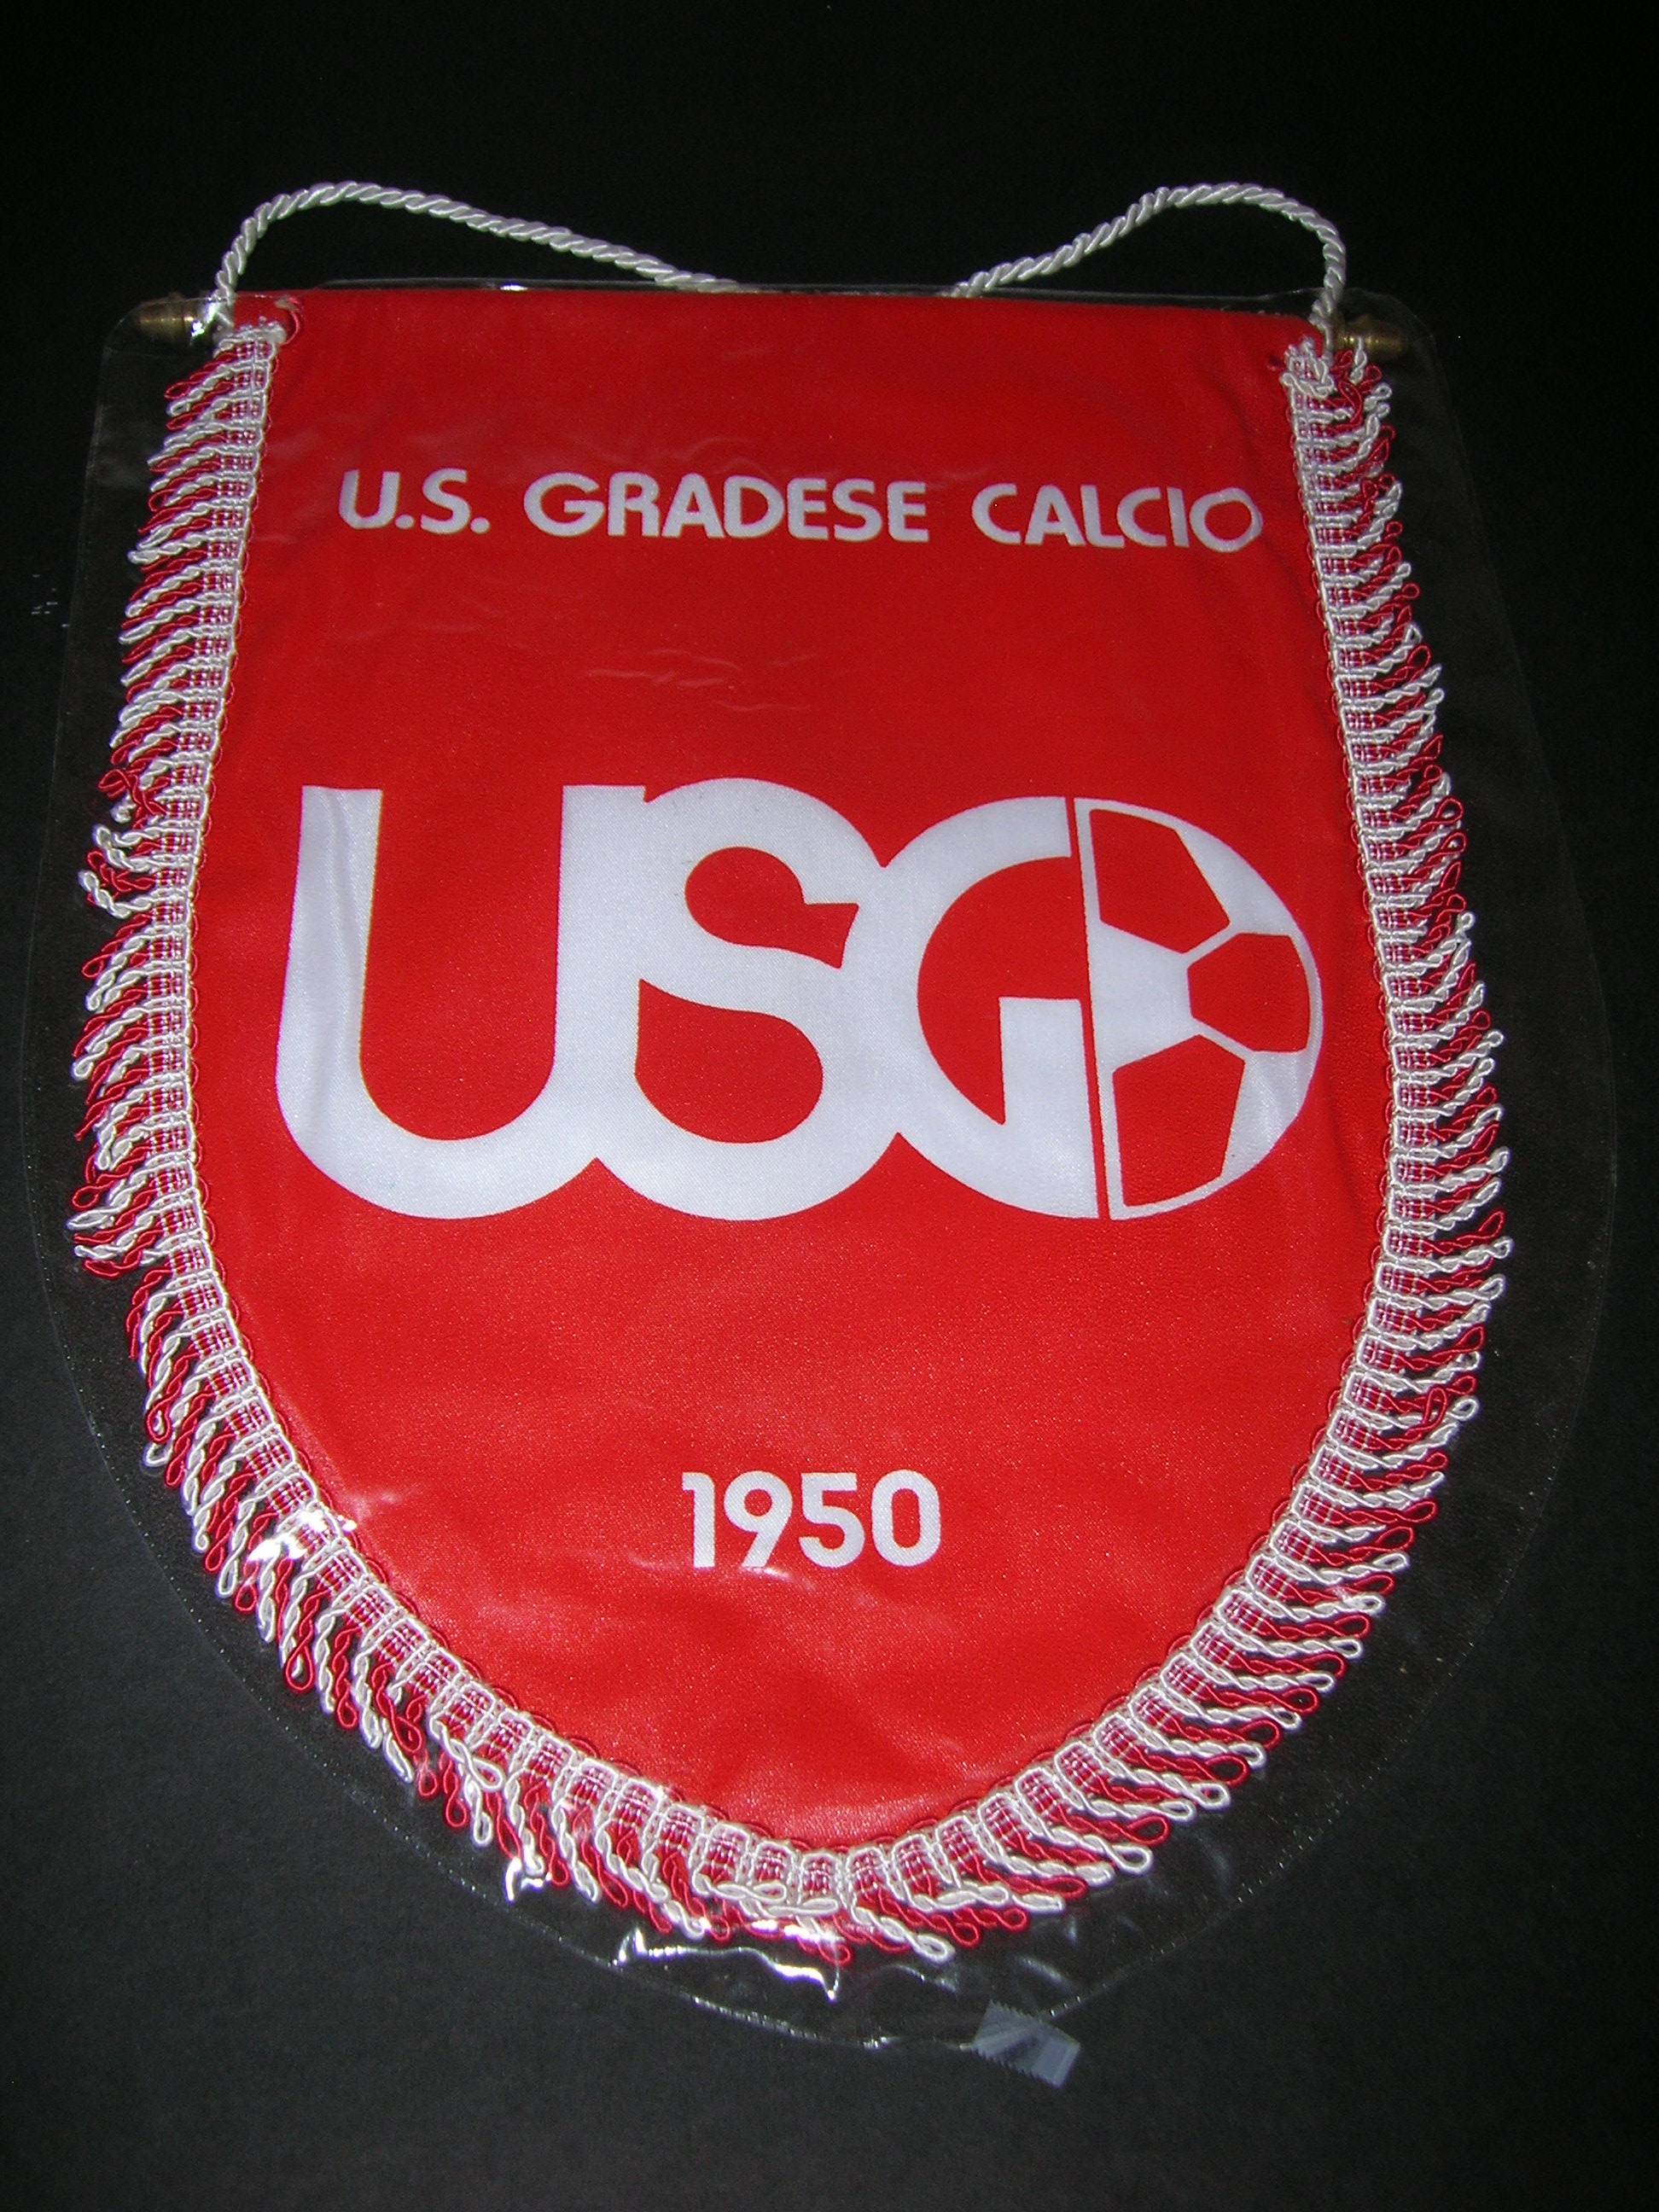 U.S. GRADESE CALCIO
USG
1950